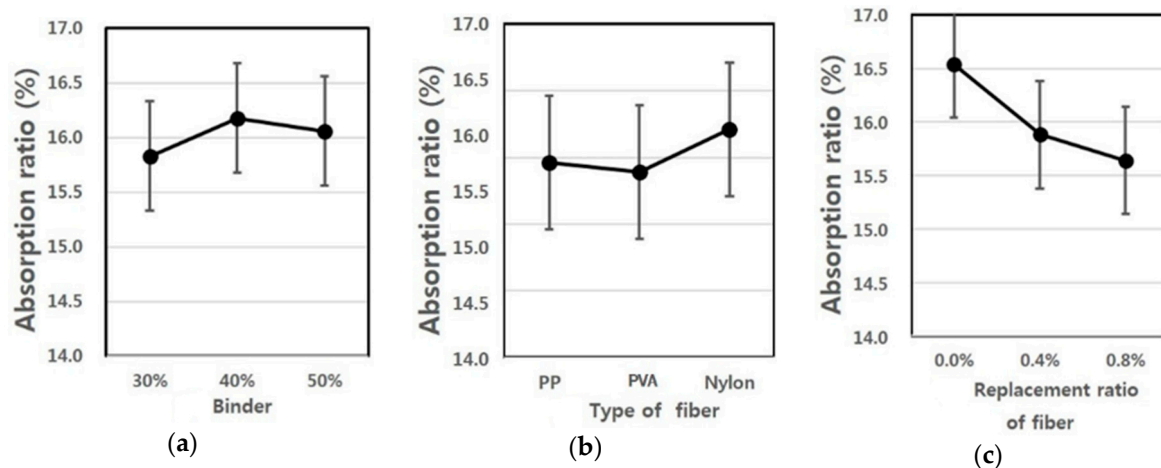 Absorption ratio (%)
17.0
16.5
16.0
15.5
15.0
14.5
14.0
30%
40%
50%
Binder
(a)
Absorption ratio (%)
17.0
16.5
16.0
15.5
15.0
14.5
14.0
PP
PVA
Nylon
Type of fiber
(b)
Absorption ratio (%)
17.0
16.5
16.0
15.5
15.0
14.5
14.0
0.0%
0.4%
0.8%
Replacement ratio
of fiber
(c)